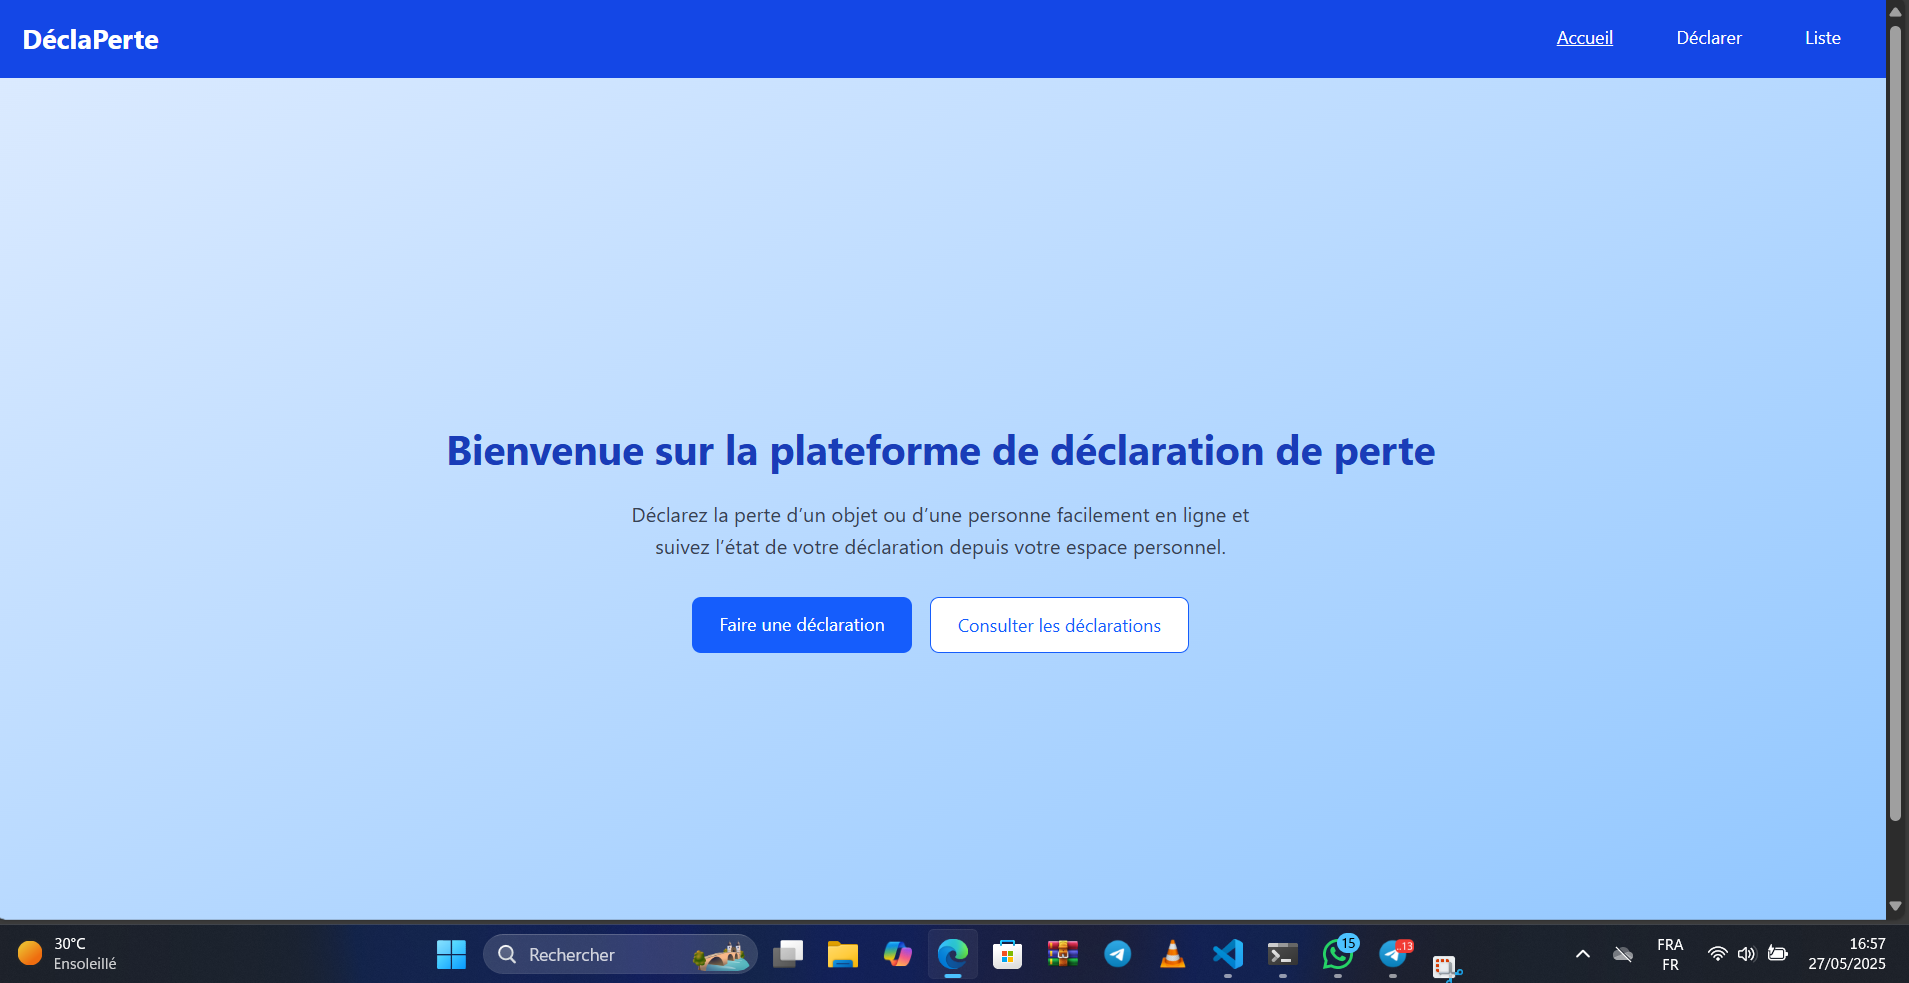 DéclaPerte
Accueil
Déclarer
Liste
Bienvenue sur la plateforme de déclaration de perte
Déclarez la perte d’un objet ou d’une personne facilement en ligne et
suivez l’état de votre déclaration depuis votre espace personnel.
Faire une déclaration
Consulter les déclarations
30°C
Ensoleillé
Rechercher
15
..13
FRA
FR
16:57
27/05/2025